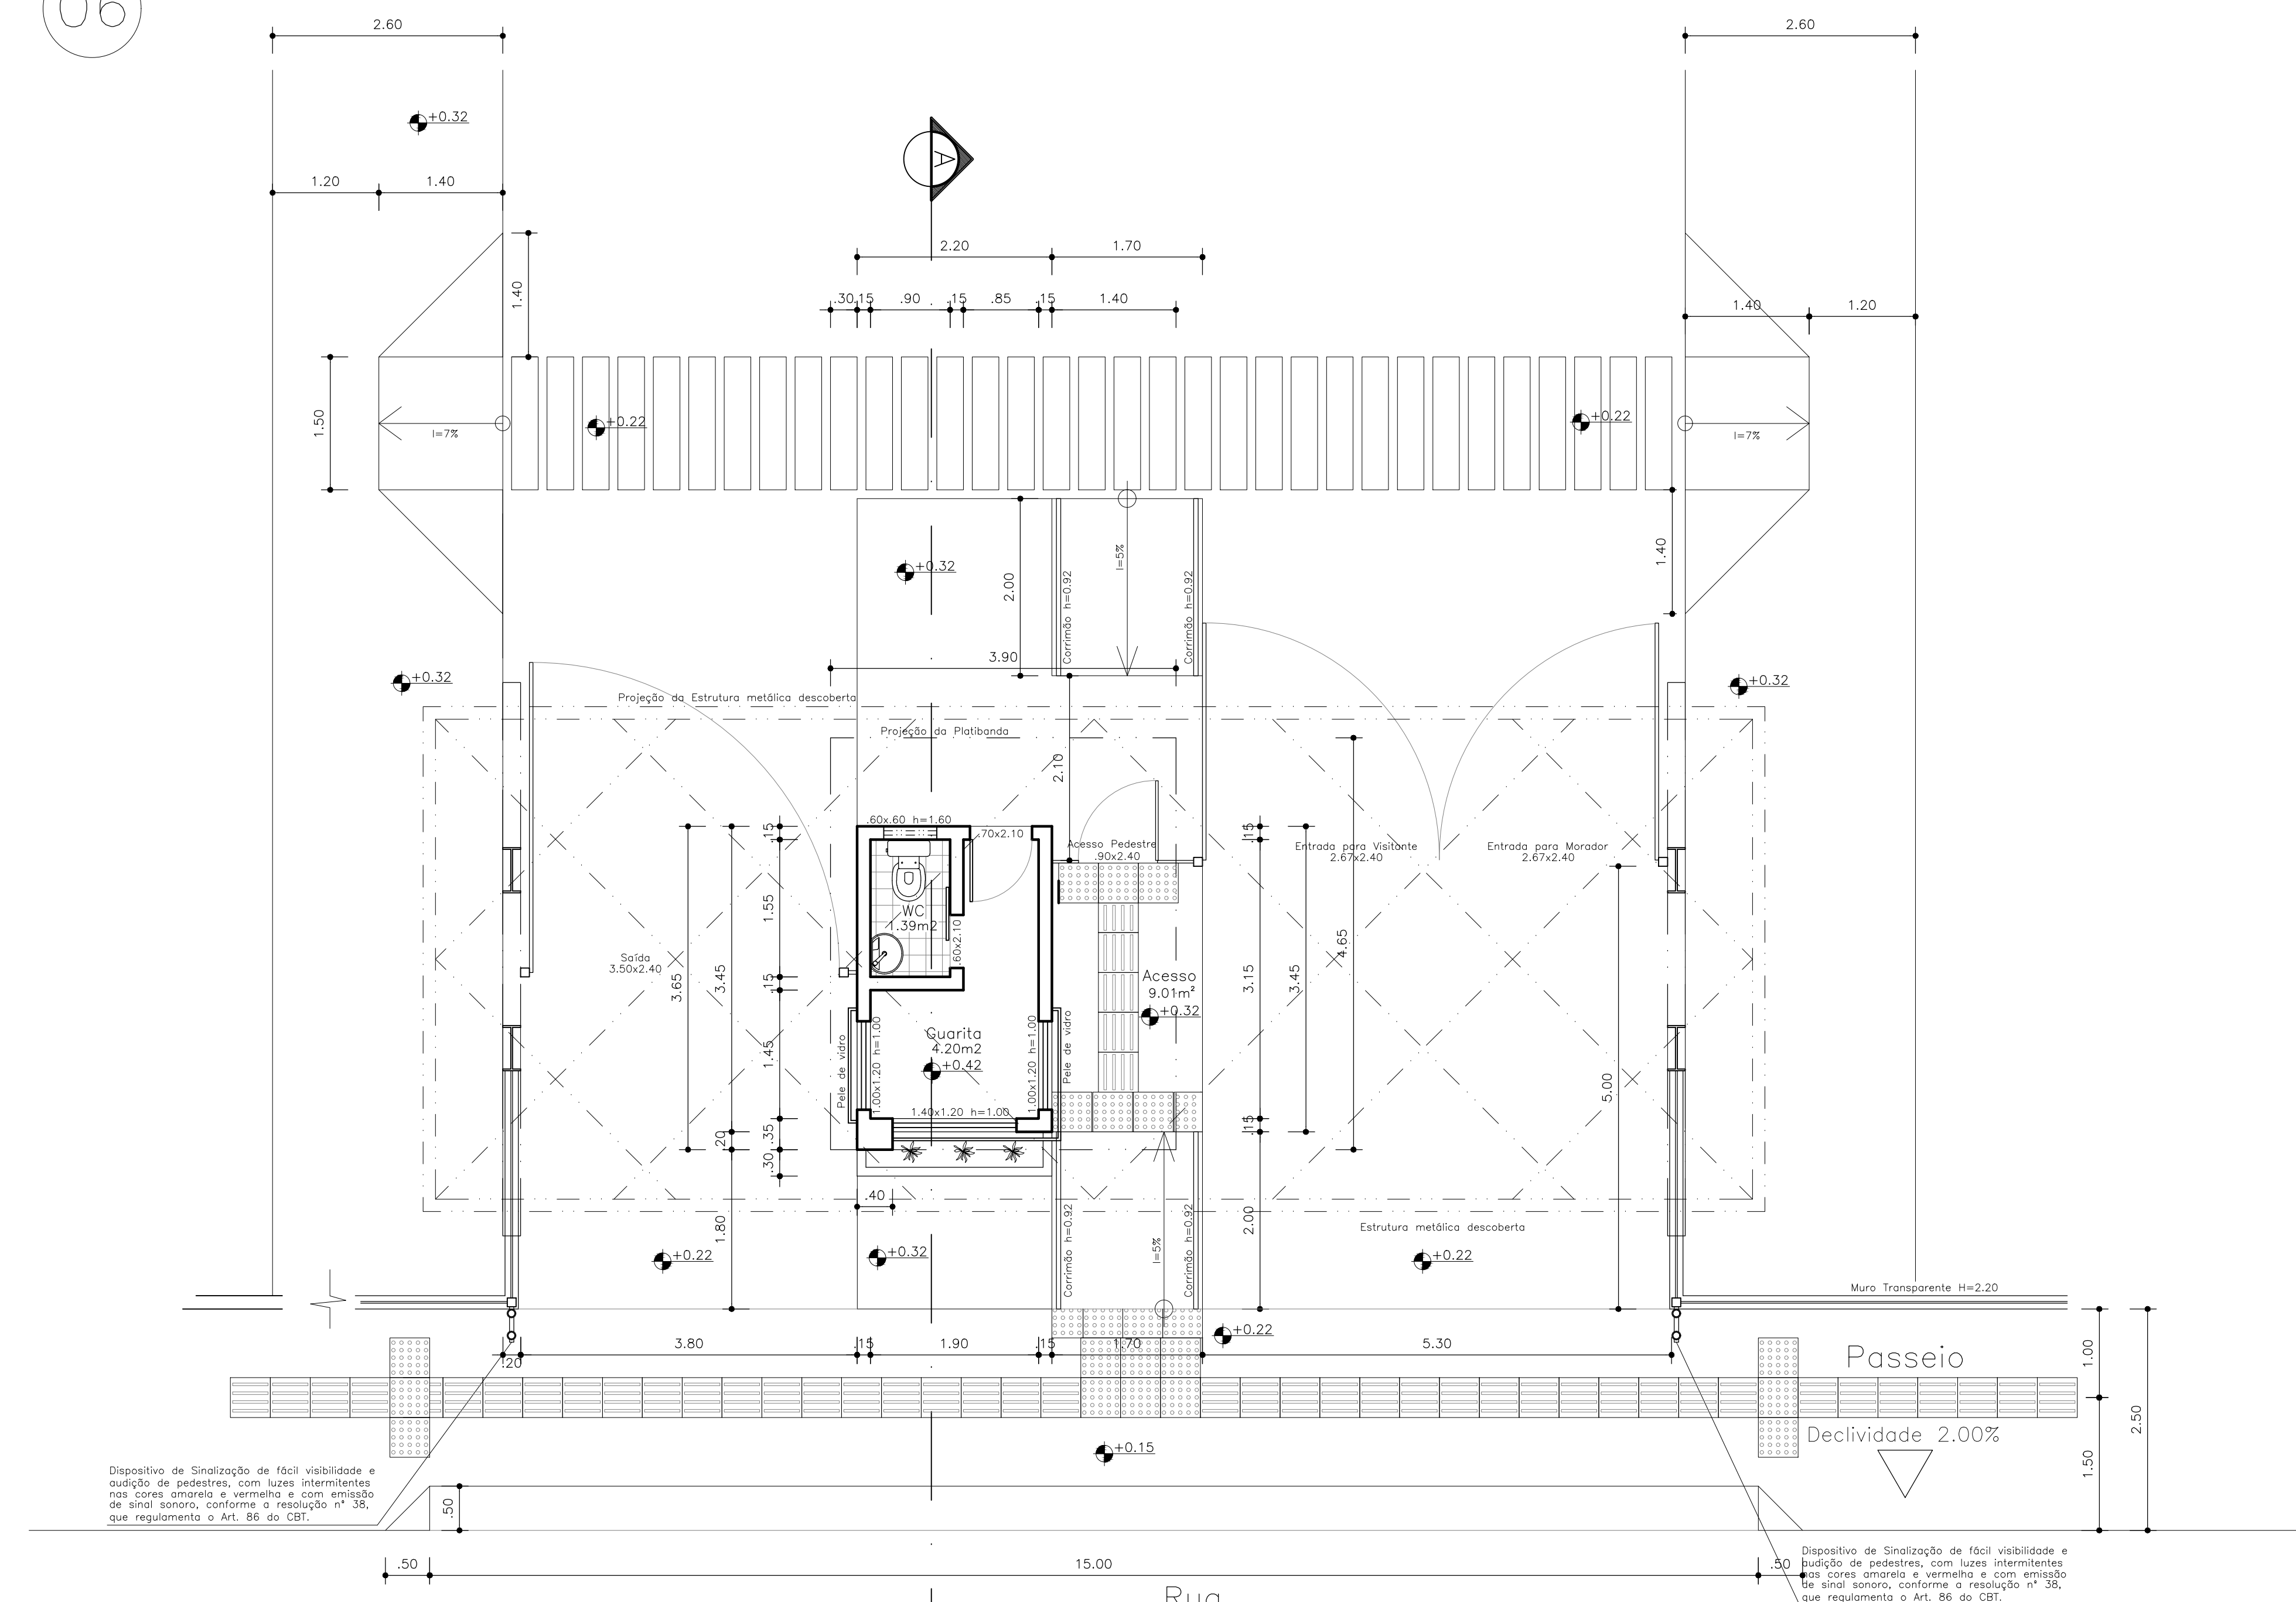 06
2.60
2.60
+0.32
1.20
1.40
A
2.20
1.70
1.40
.30
.15
.90
.15
.85
.15
1.40
1.40
1.20
1.50
I=7%
+0.22
+0.22
I=7%
+0.32
2.00
Corrimão h=0.92
I=5%
Corrimão h=0.92
1.40
3.90
+0.32
+0.32
Projeção da Estrutura metálica descoberta
Projeção da Platibanda
2.10
.60x.60 h=1.60
.70x2.10
.15
.15
Acesso Pedestre
.90x2.40
Entrada para Visitante
2.67x2.40
Entrada para Morador
2.67x2.40
1.55
WC
1.39m2
.60x2.10
Saída
3.50x2.40
3.65
3.45
.15
Acesso
9.01m²
+0.32
3.15
3.45
4.65
Pele de vidro
1.00x1.20 h=1.00
Guarita
4.20m2
+0.42
1.00x1.20 h=1.00
Pele de vidro
1.45
5.00
1.40x1.20 h=1.00
.20
.35
.15
.30
.40
1.80
2.00
Estrutura metálica descoberta
+0.22
+0.32
Corrimão h=0.92
I=5%
Corrimão h=0.92
+0.22
Muro Transparente H=2.20
+0.22
.20
3.80
.15
1.90
.15
1.70
5.30
Passeio
1.00
2.50
Declividade 2.00%
1.50
+0.15
Dispositivo de Sinalização de fácil visibilidade e
audição de pedestres, com luzes intermitentes
nas cores amarela e vermelha e com emissão
de sinal sonoro, conforme a resolução n° 38,
que regulamenta o Art. 86 do CBT.
.50
.50
15.00
.50
Dispositivo de Sinalização de fácil visibilidade e
audição de pedestres, com luzes intermitentes
nas cores amarela e vermelha e com emissão
de sinal sonoro, conforme a resolução n° 38,
que regulamenta o Art. 86 do CBT.
Rua